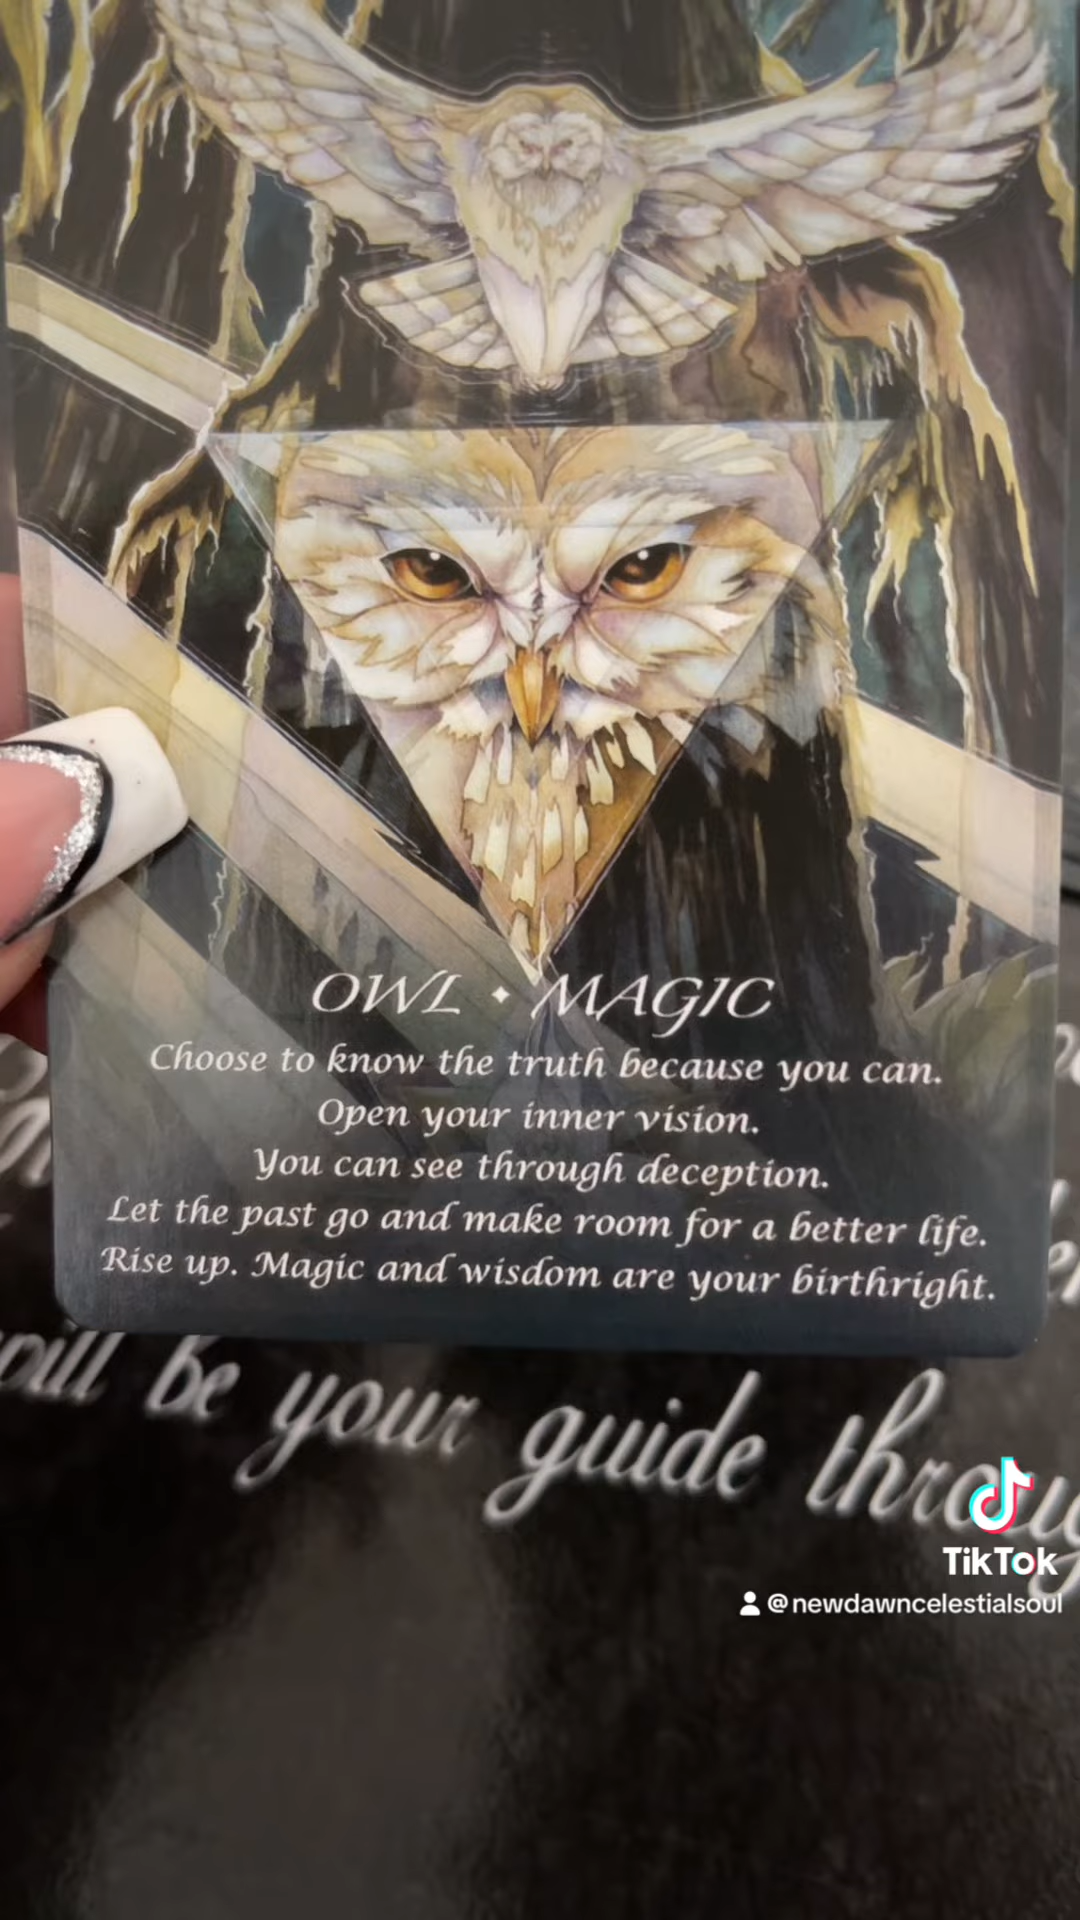 OWL ✦ MAGIC
Choose to know the truth because you can.
Open your inner vision.
You can see through deception.
Let the past go and make room for a better life.
Rise up. Magic and wisdom are your birthright.
will be your guide
TikTok
@newdawncelestialsoul